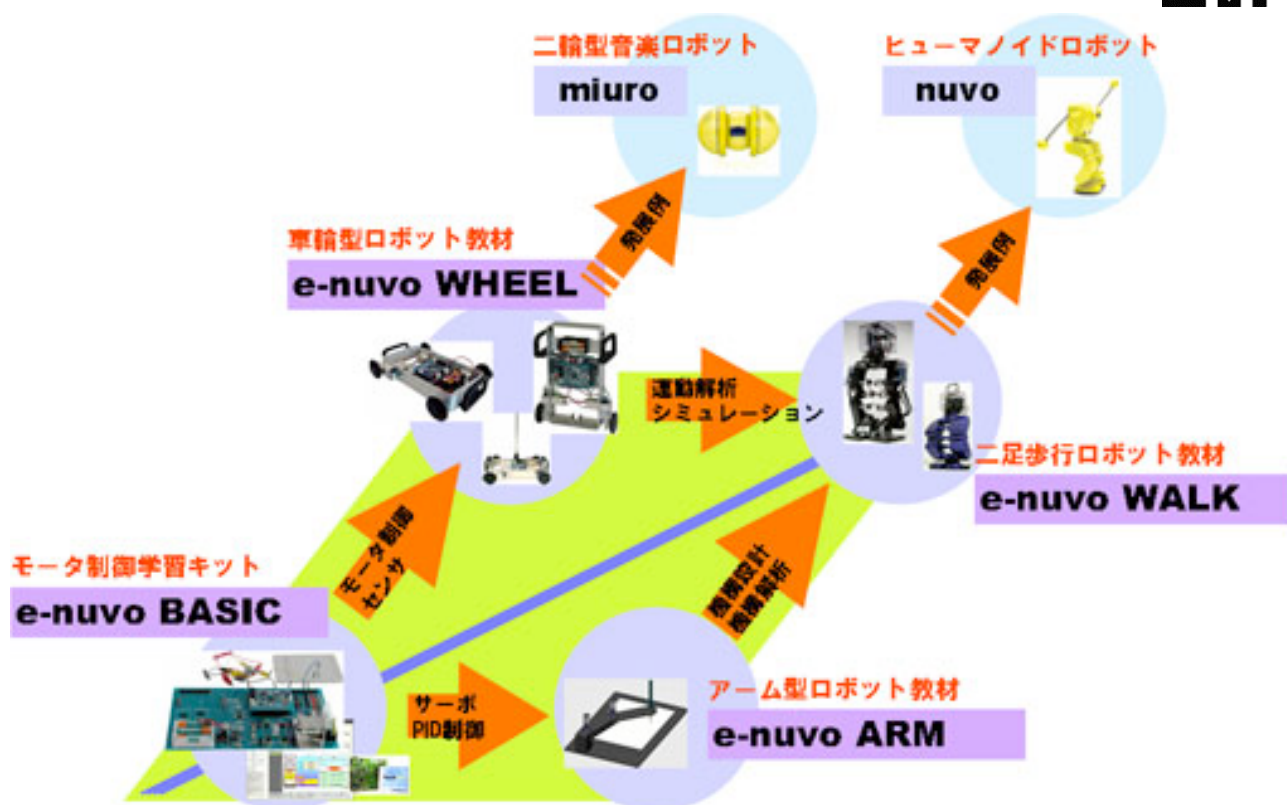 二輪型音楽ロボット
miuro
ヒューマノイドロボット
nuvo
発展例
発展例
車輪型ロボット教材
e-nuvo WHEEL
運動解析
シミュレーション
二足歩行ロボット教材
e-nuvo WALK
モータ制御
センサ
モータ制御学習キット
e-nuvo BASIC
機構設計
機構解析
サーボ
PID制御
アーム型ロボット教材
e-nuvo ARM